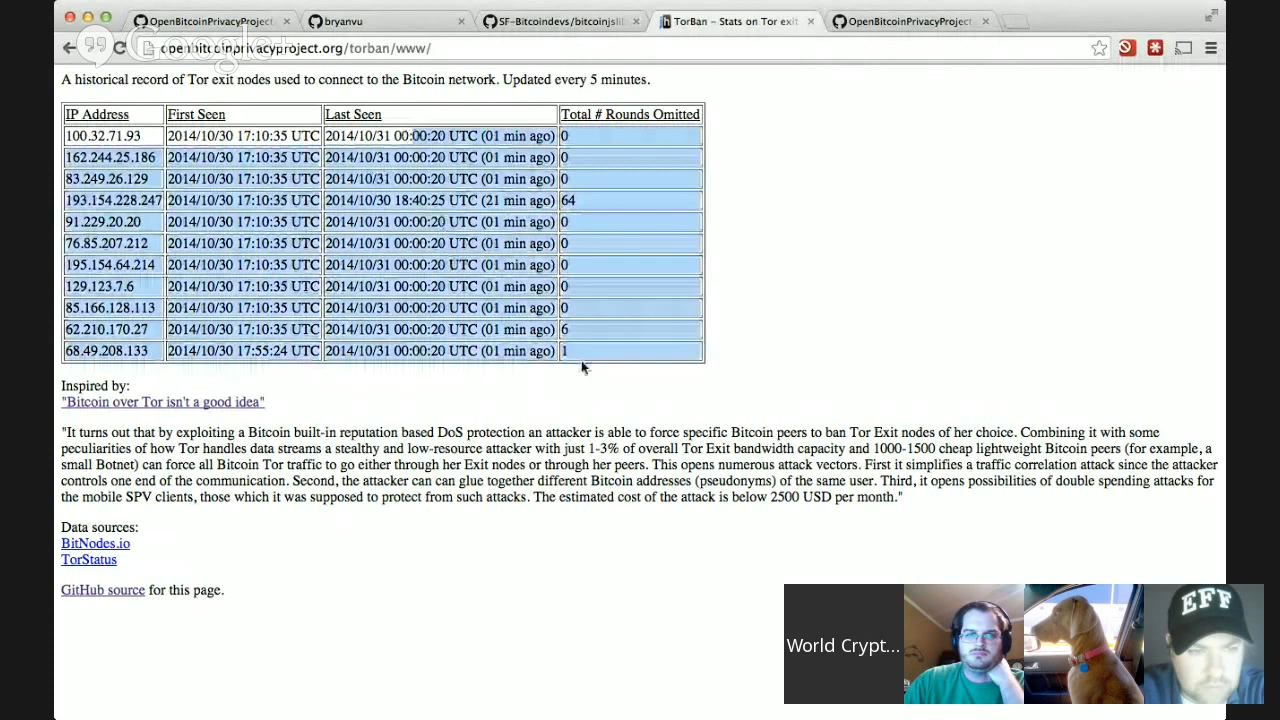 OpenBitcoinPrivacyProject
bryanvu
SF-Bitcoindevs/bitcoinjslib
TorBan – Stats on Tor exit
OpenBitcoinPrivacyProject
Google+
openbitcoinprivacyproject.org/torban/www/
A historical record of Tor exit nodes used to connect to the Bitcoin network. Updated every 5 minutes.
IP Address First Seen Last Seen Total # Rounds Omitted
100.32.71.93 2014/10/30 17:10:35 UTC 2014/10/31 00:00:20 UTC (01 min ago) 0
162.244.25.186 2014/10/30 17:10:35 UTC 2014/10/31 00:00:20 UTC (01 min ago) 0
83.249.26.129 2014/10/30 17:10:35 UTC 2014/10/31 00:00:20 UTC (01 min ago) 0
193.154.228.247 2014/10/30 17:10:35 UTC 2014/10/30 18:40:25 UTC (21 min ago) 64
91.229.20.20 2014/10/30 17:10:35 UTC 2014/10/31 00:00:20 UTC (01 min ago) 0
76.85.207.212 2014/10/30 17:10:35 UTC 2014/10/31 00:00:20 UTC (01 min ago) 0
195.154.64.214 2014/10/30 17:10:35 UTC 2014/10/31 00:00:20 UTC (01 min ago) 0
129.123.7.6 2014/10/30 17:10:35 UTC 2014/10/31 00:00:20 UTC (01 min ago) 0
85.166.128.113 2014/10/30 17:10:35 UTC 2014/10/31 00:00:20 UTC (01 min ago) 0
62.210.170.27 2014/10/30 17:10:35 UTC 2014/10/31 00:00:20 UTC (01 min ago) 6
68.49.208.133 2014/10/30 17:55:24 UTC 2014/10/31 00:00:20 UTC (01 min ago) 1
Inspired by:
"Bitcoin over Tor isn't a good idea"
"It turns out that by exploiting a Bitcoin built-in reputation based DoS protection an attacker is able to force specific Bitcoin peers to ban Tor Exit nodes of her choice. Combining it with some
peculiarities of how Tor handles data streams a stealthy and low-resource attacker with just 1-3% of overall Tor Exit bandwidth capacity and 1000-1500 cheap lightweight Bitcoin peers (for example, a
small Botnet) can force all Bitcoin Tor traffic to go either through her Exit nodes or through her peers. This opens numerous attack vectors. First it simplifies a traffic correlation attack since the attacker
controls one end of the communication. Second, the attacker can can glue together different Bitcoin addresses (pseudonyms) of the same user. Third, it opens possibilities of double spending attacks for
the mobile SPV clients, those which it was supposed to protect from such attacks. The estimated cost of the attack is below 2500 USD per month."
Data sources:
BitNodes.io
TorStatus
GitHub source for this page.
World Crypt...
EFF